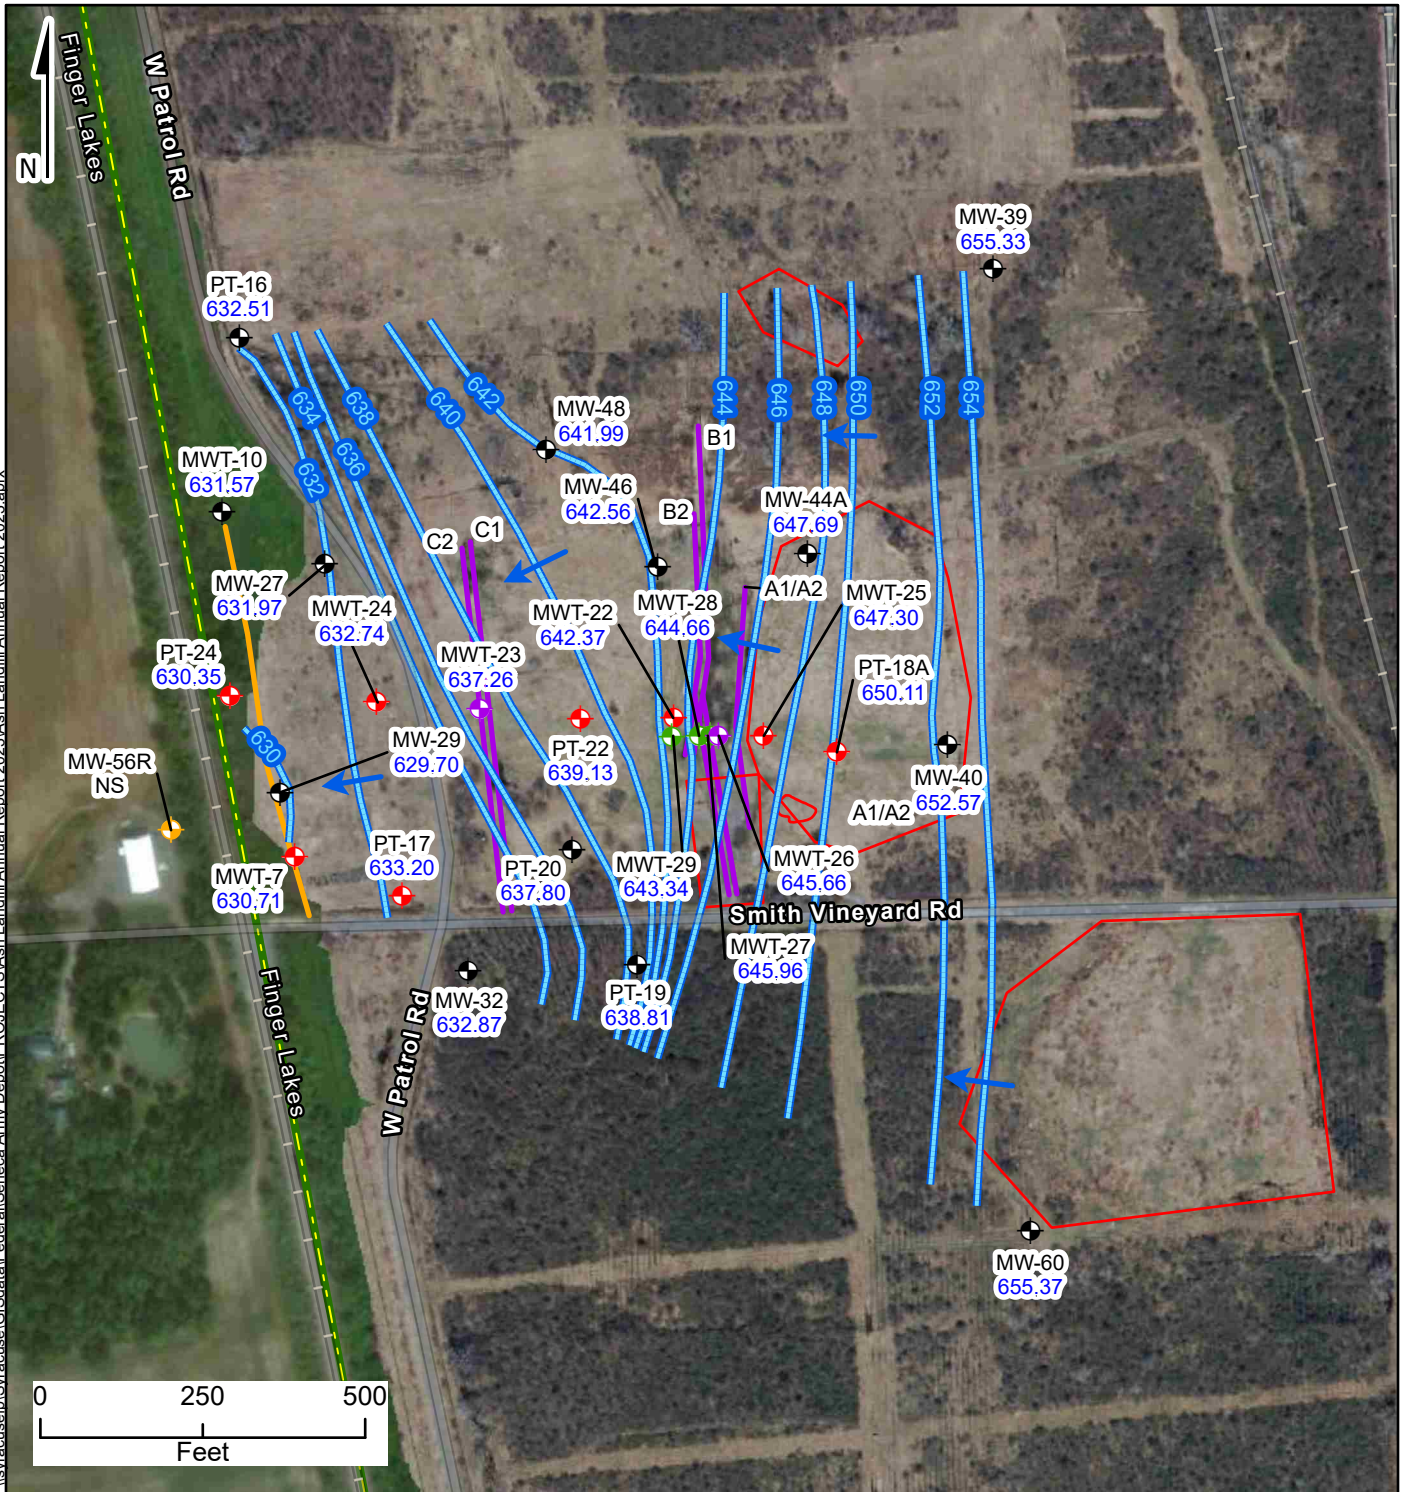 N
Finger Lakes
W Patrol Rd
MW-39
655.33
PT-16
632.51
644
646
648
650
652
654
634
638
640
642
636
632
MW-48
641.99
B1
MWT-10
631.57
MW-46
642.56
MW-44A
647.69
B2
C2
C1
A1/A2
MW-27
631.97
MWT-24
632.74
MWT-22
642.37
MWT-28
644.66
MWT-25
647.30
PT-24
630.35
MWT-23
637.26
PT-18A
650.11
630
MW-29
629.70
PT-22
639.13
MW-56R
NS
MW-40
652.57
A1/A2
PT-17
633.20
MWT-7
630.71
PT-20
637.80
MWT-29
643.34
MWT-26
645.66
Smith Vineyard Rd
MWT-27
645.96
Finger Lakes
W Patrol Rd
MW-32
632.87
PT-19
638.81
MW-60
655.37
0 250 500
Feet